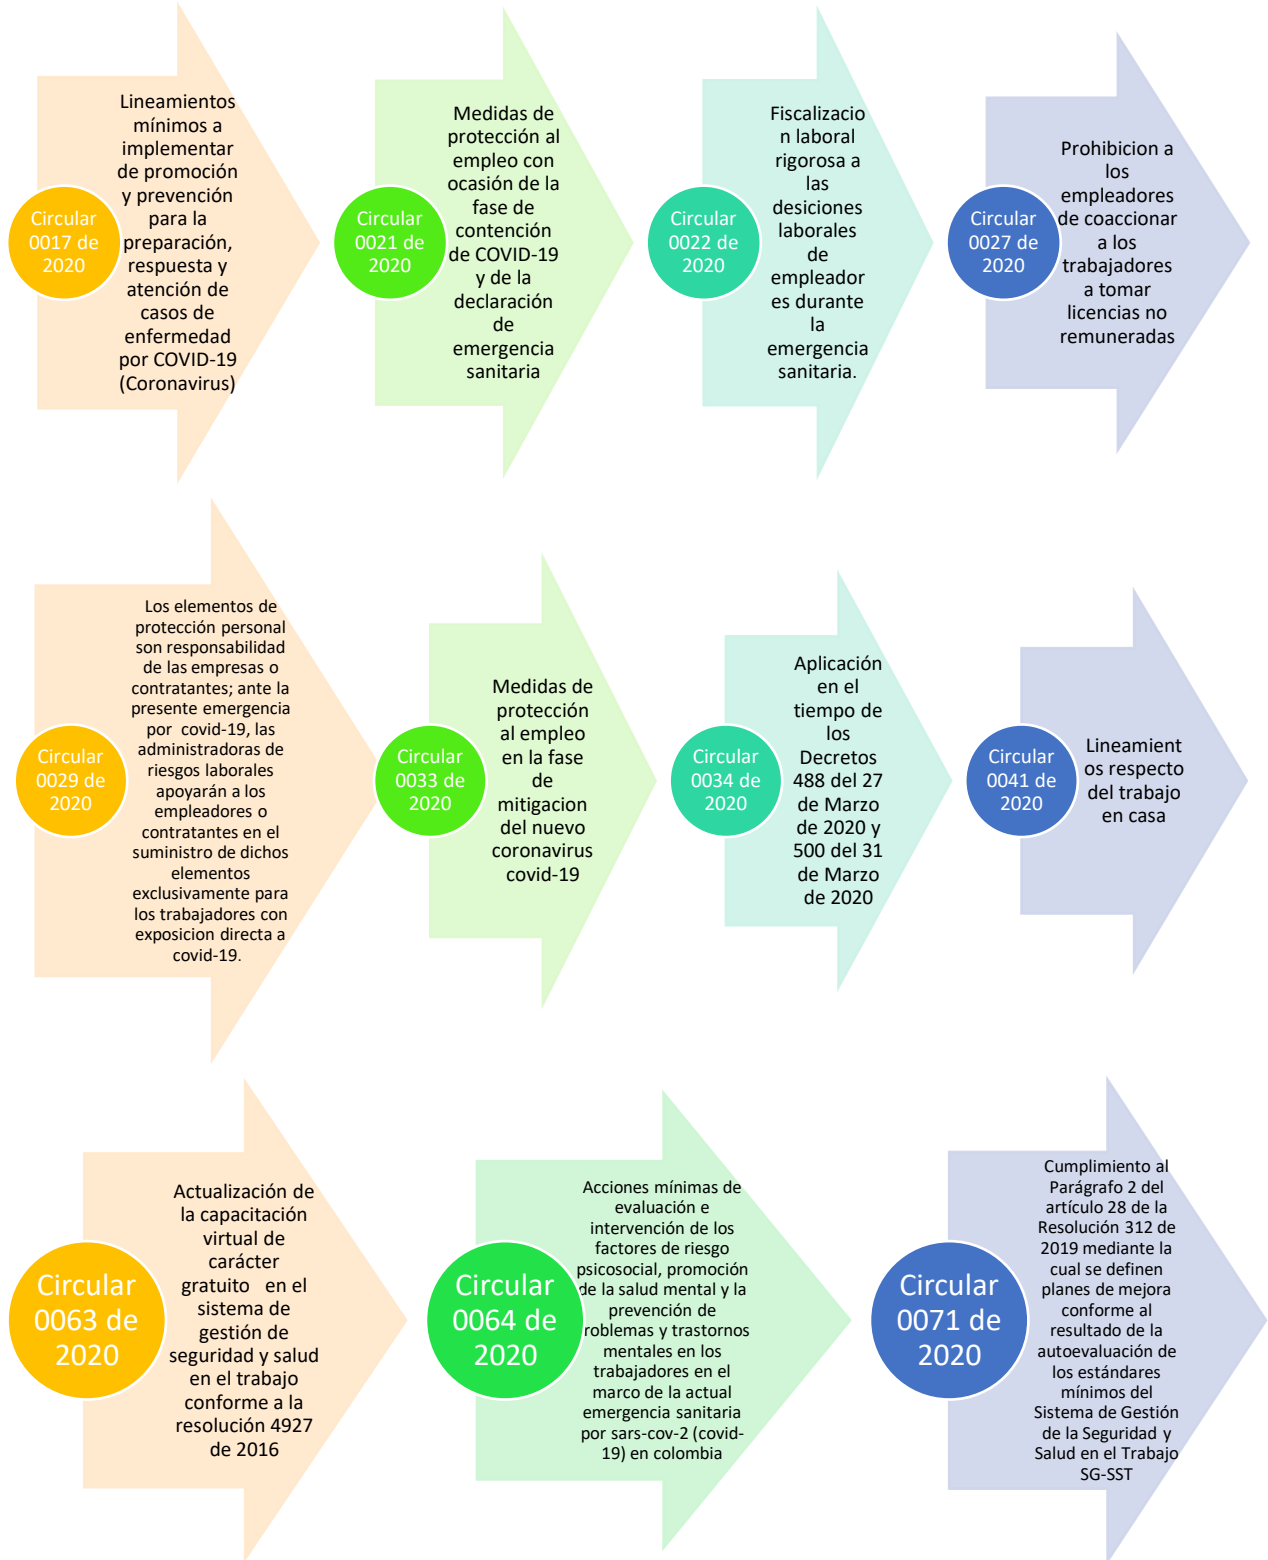 Circular
0017 de
2020
Lineamientos
mínimos a
implementar
de promoción
y prevención
para la
preparación,
respuesta y
atención de
casos de
enfermedad
por COVID-19
(Coronavirus)
Circular
0021 de
2020
Medidas de
protección al
empleo con
ocasión de la
fase de
contención
de COVID-19
y de la
declaración
de
emergencia
sanitaria
Circular
0022 de
2020
Fiscalizacio
n laboral
rigorosa a
las
desiciones
laborales
de
empleador
es durante
la
emergencia
sanitaria.
Circular
0027 de
2020
Prohibicion a
los
empleadores
de coaccionar
a los
trabajadores
a tomar
licencias no
remuneradas
Circular
0029 de
2020
Los elementos de
protección personal
son responsabilidad
de las empresas o
contratantes; ante la
presente emergencia
por covid-19, las
administradoras de
riesgos laborales
apoyarán a los
empleadores o
contratantes en el
suministro de dichos
elementos
exclusivamente para
los trabajadores con
exposicion directa a
covid-19.
Circular
0033 de
2020
Medidas de
protección
al empleo
en la fase
de
mitigacion
del nuevo
coronavirus
covid-19
Circular
0034 de
2020
Aplicación
en el
tiempo de
los
Decretos
488 del 27
de Marzo
de 2020 y
500 del 31
de Marzo
de 2020
Circular
0041 de
2020
Lineamient
os respecto
del trabajo
en casa
Circular
0063 de
2020
Actualización de
la capacitación
virtual de
carácter
gratuito en el
sistema de
gestión de
seguridad y salud
en el trabajo
conforme a la
resolución 4927
de 2016
Circular
0064 de
2020
Acciones mínimas de
evaluación e
intervención de los
factores de riesgo
psicosocial, promoción
de la salud mental y la
prevención de
roblemas y trastornos
mentales en los
trabajadores en el
marco de la actual
emergencia sanitaria
por sars-cov-2 (covid-
19) en colombia
Circular
0071 de
2020
Cumplimiento al
Parágrafo 2 del
artículo 28 de la
Resolución 312 de
2019 mediante la
cual se definen
planes de mejora
conforme al
resultado de la
autoevaluación de
los estándares
mínimos del
Sistema de Gestión
de la Seguridad y
Salud en el Trabajo
SG-SST